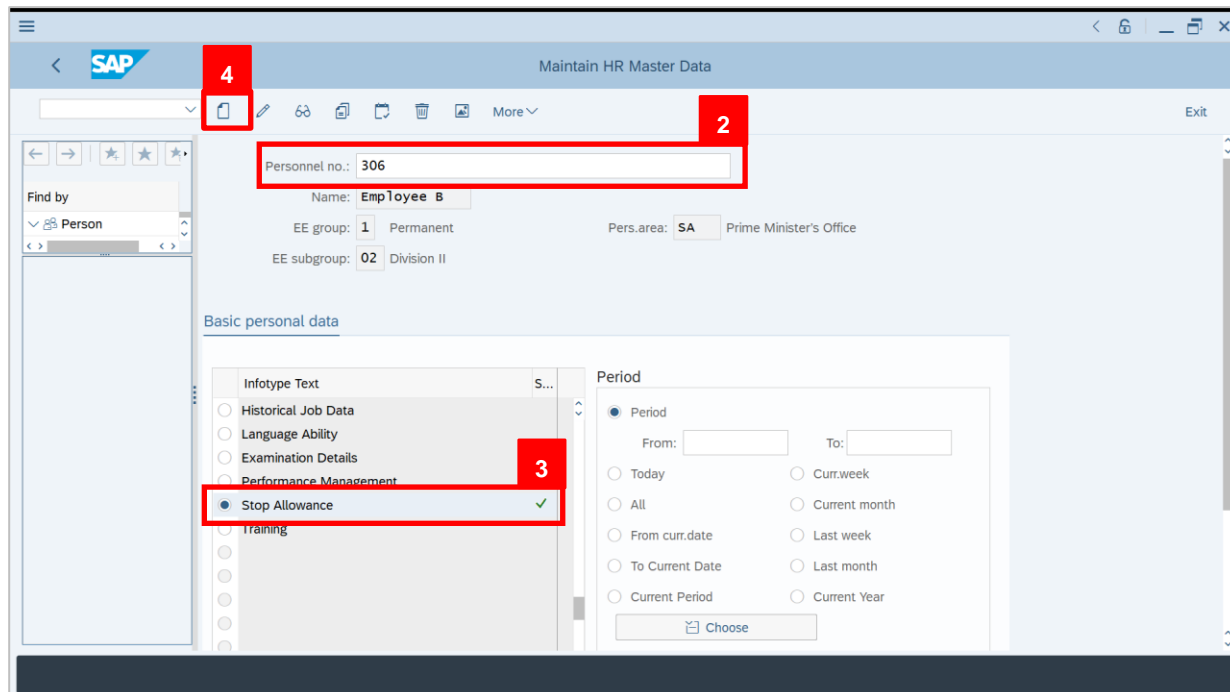 SAP
Maintain HR Master Data
4
More
Exit
2
Personnel no.: 306
Find by
Name: Employee B
Person
EE group: 1 Permanent Pers.area: SA Prime Minister's Office
EE subgroup: 02 Division II
Basic personal data
Infotype Text S... Period
Historical Job Data Period
Language Ability From: To:
Examination Details
3
Performance Management Today Curr.week
Stop Allowance All Current month
Training From curr.date Last week
To Current Date Last month
Current Period Current Year
Choose